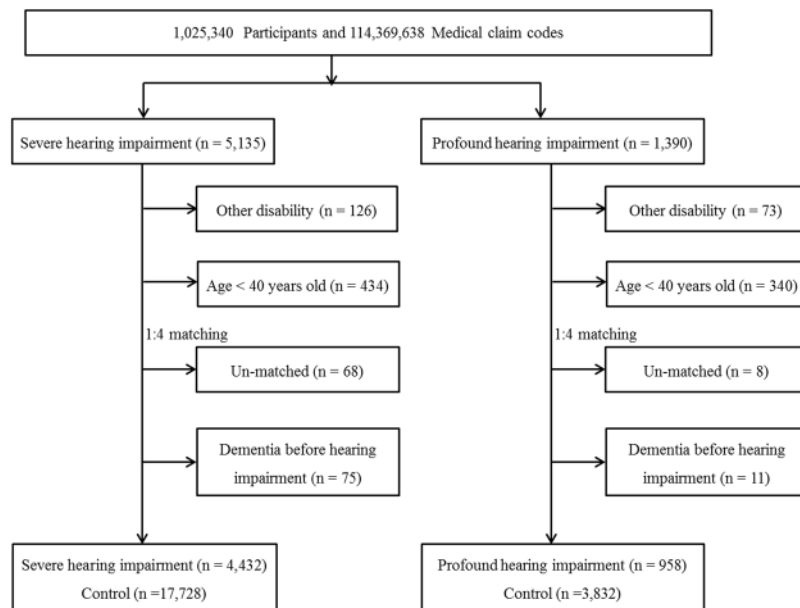 1,025,340 Participants and 114,369,638 Medical claim codes
Severe hearing impairment (n = 5,135)
Other disability (n = 126)
Age < 40 years old (n = 434)
1:4 matching
Un-matched (n = 68)
Dementia before hearing
impairment (n = 75)
Severe hearing impairment (n = 4,432)
Control (n =17,728)
Profound hearing impairment (n = 1,390)
Other disability (n = 73)
Age < 40 years old (n = 340)
1:4 matching
Un-matched (n = 8)
Dementia before hearing
impairment (n = 11)
Profound hearing impairment (n = 958)
Control (n =3,832)